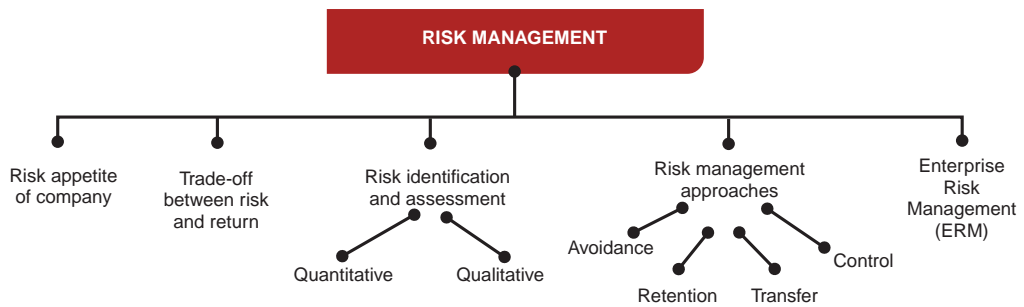 RISK MANAGEMENT
Risk appetite
of company
Trade-off
between risk
and return
Risk identification
and assessment
Quantitative
Qualitative
Risk management
approaches
Avoidance
Retention
Transfer
Control
Enterprise
Risk
Management
(ERM)